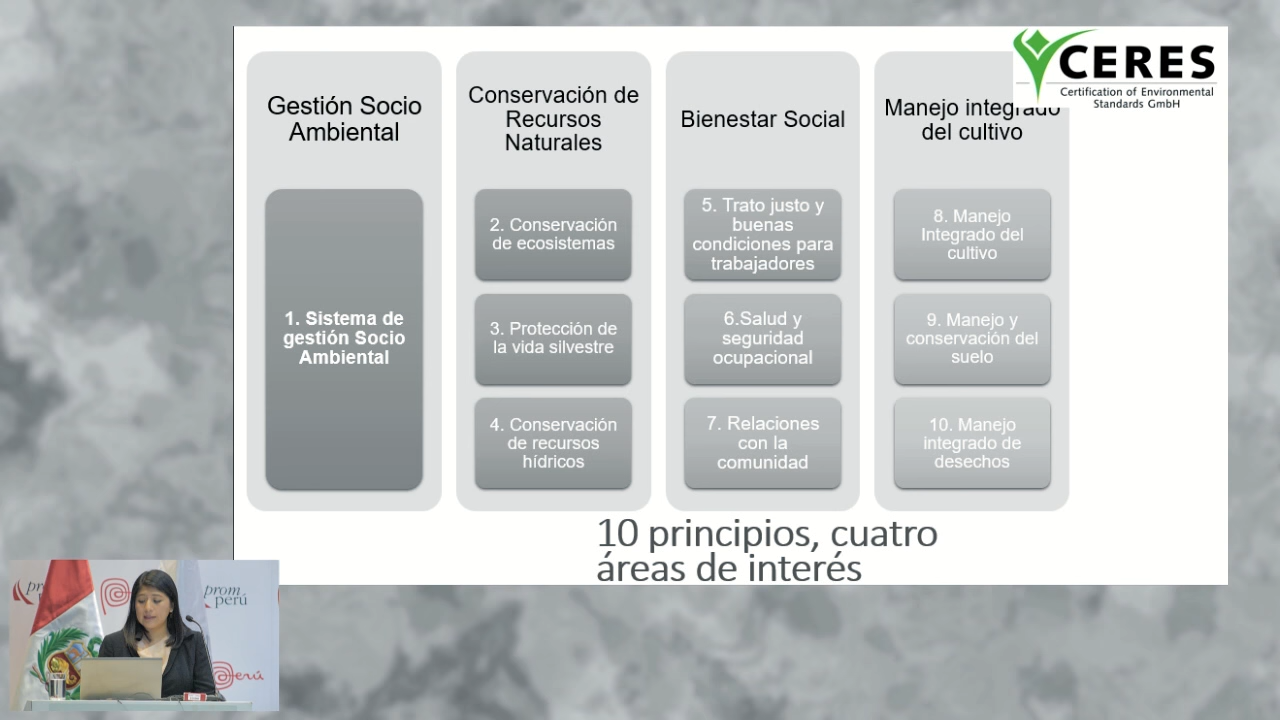 CERES
Certification of Environmental
Standards GmbH
Gestión Socio
Ambiental
1. Sistema de
gestión Socio
Ambiental
Conservación de
Recursos
Naturales
2. Conservación
de ecosistemas
3. Protección de
la vida silvestre
4. Conservación
de recursos
hídricos
Bienestar Social
5. Trato justo y
buenas
condiciones para
trabajadores
6.Salud y
seguridad
ocupacional
7. Relaciones
con la
comunidad
Manejo integrado
del cultivo
8. Manejo
Integrado del
cultivo
9. Manejo y
conservación del
suelo
10. Manejo
integrado de
desechos
10 principios, cuatro
áreas de interés
prom
perú